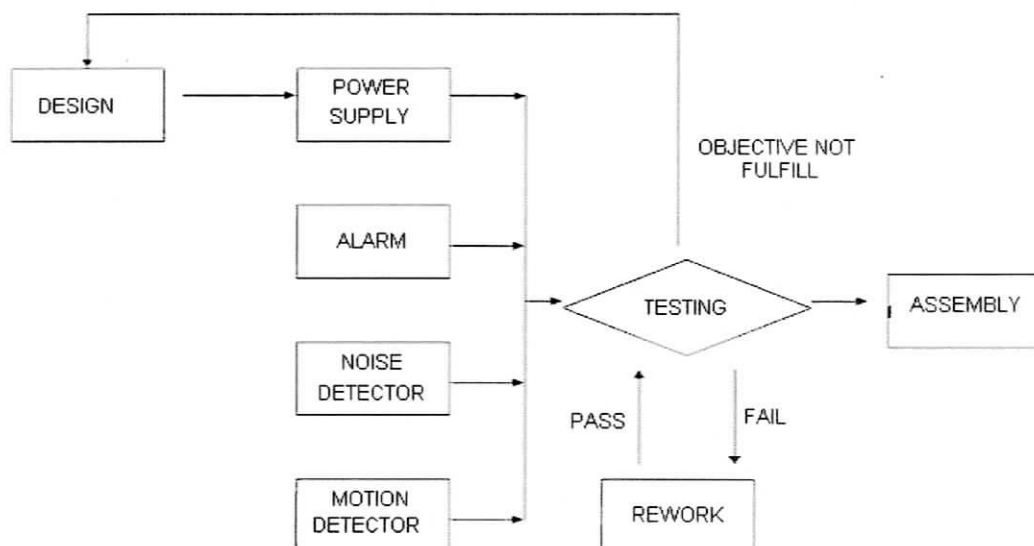 DESIGN
POWER
SUPPLY
OBJECTIVE NOT
FULFILL
ALARM
TESTING
ASSEMBLY
NOISE
DETECTOR
PASS
FAIL
MOTION
DETECTOR
REWORK